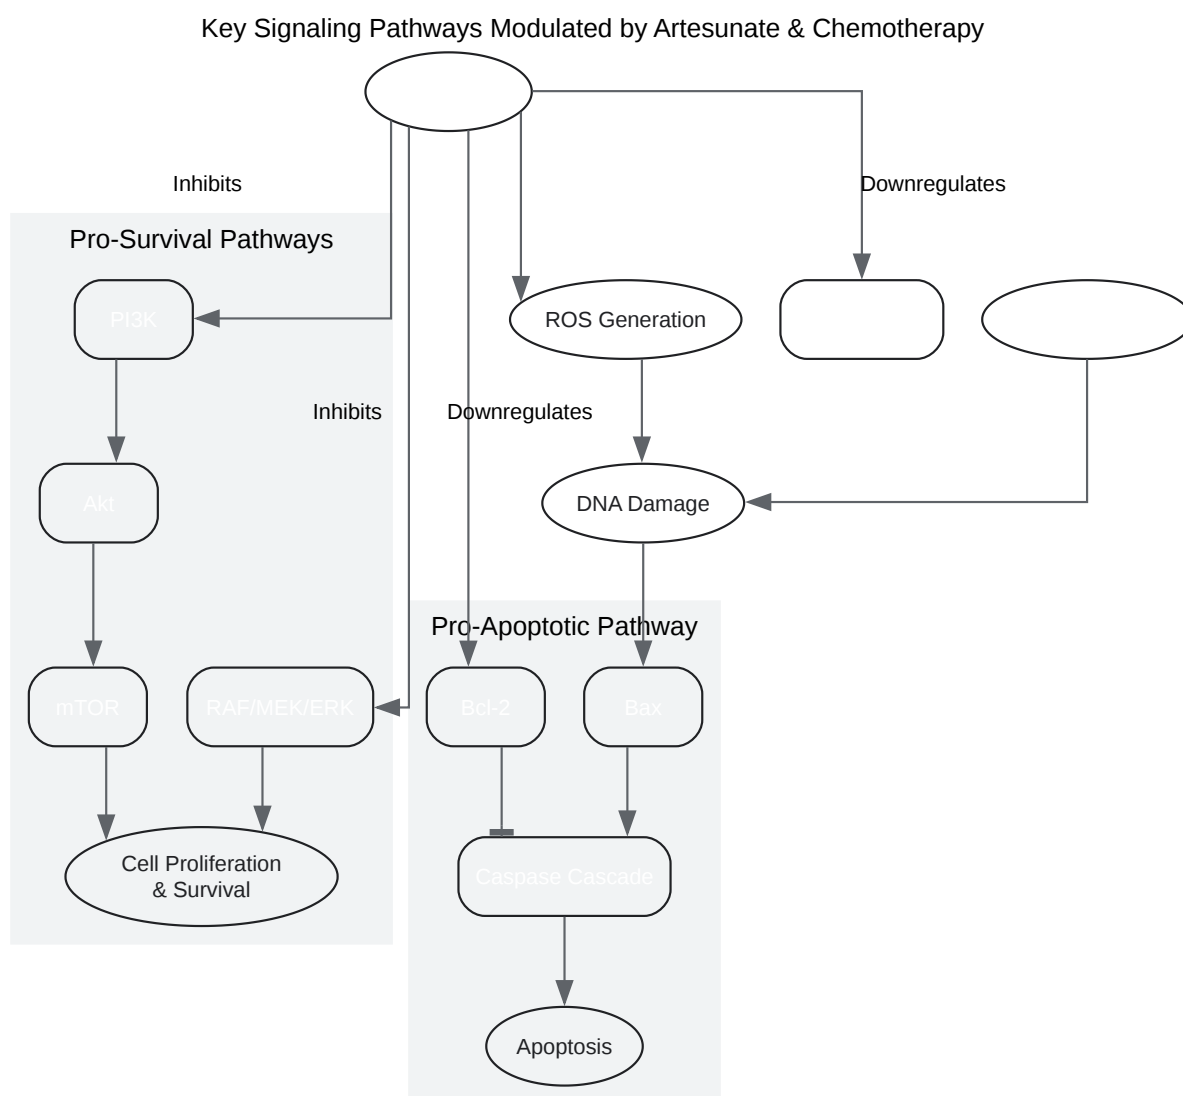 Key Signaling Pathways Modulated by Artesunate & Chemotherapy
Inhibits
Downregulates
Pro-Survival Pathways
PI3K
ROS Generation
Inhibits
Downregulates
Akt
DNA Damage
Pro-Apoptotic Pathway
mTOR
RAF/MEK/ERK
Bcl-2
Bax
Cell Proliferation
& Survival
Caspase Cascade
Apoptosis